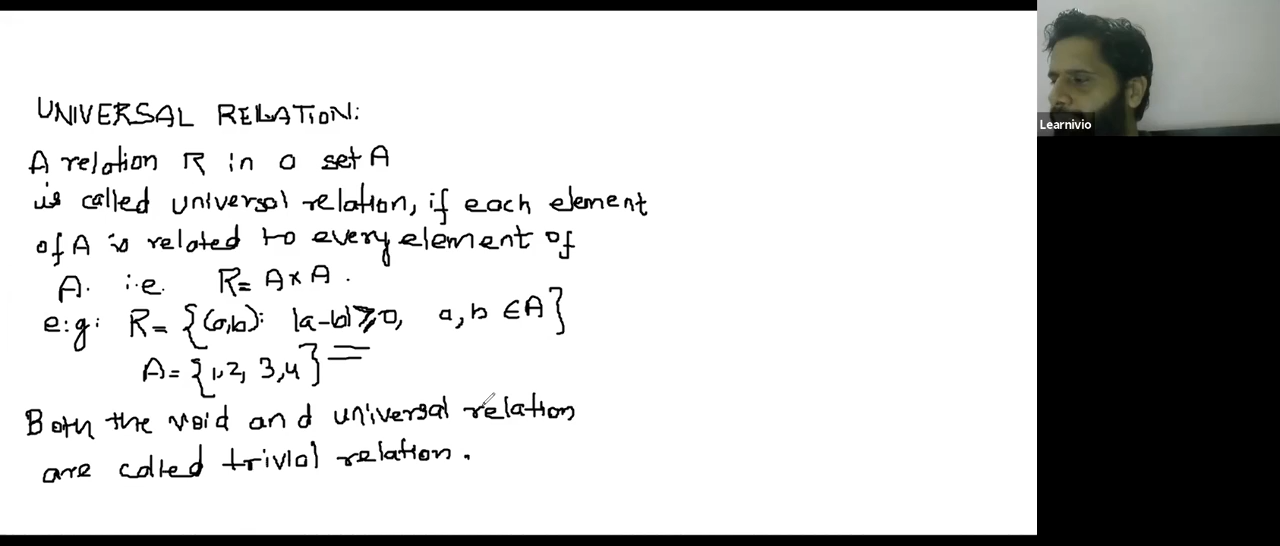 UNIVERSAL RELATION:
A relation R in a set A
is called universal relation, if each element
of A is related to every element of
A. i.e. R = A × A.
e:g: R = {(a,b): |a-b| ≥ 0, a, b ∈ A}
A = {1,2, 3,4}
Both the void and universal relation
are called trivial relation.
Learnivio